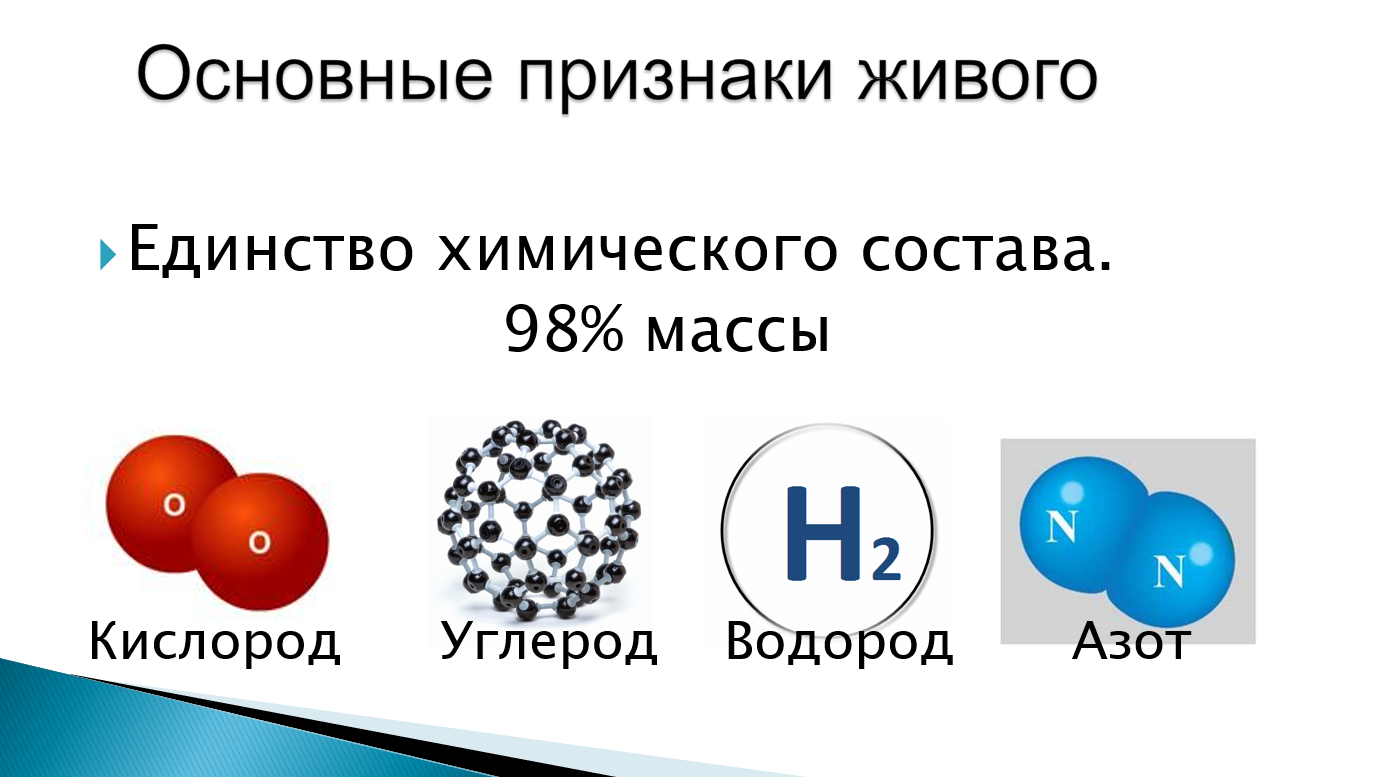 Основные признаки живого
Единство химического состава.
98% массы
O
O
H2
N
N
Кислород Углерод Водород Азот